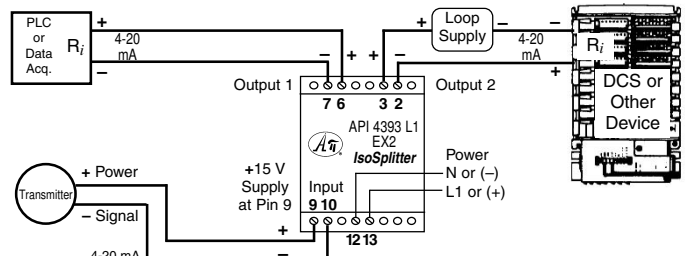 PLC
or
Data
Acq.
Ri
+
4-20
mA
–
–
+
+
–
+
Loop
Supply
–
–
4-20
mA
+
Ri
DCS or
Other
Device
Output 1
Output 2
7 6
3 2
API 4393 L1
EX2
IsoSplitter
Api
+15 V
Supply
at Pin 9
Input
9 10
12 13
Power
N or (–)
L1 or (+)
Transmitter
+ Power
– Signal
+
–
4-20 mA